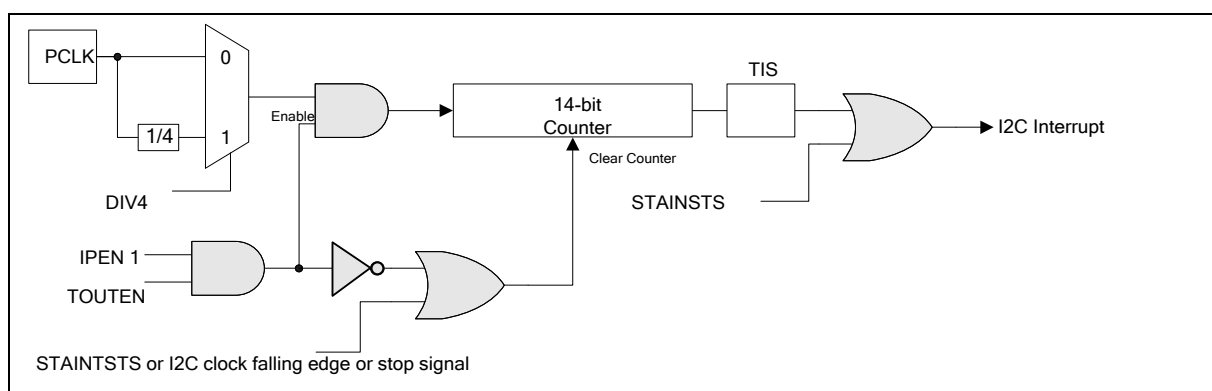 PCLK
0
TIS
14-bit
Counter
Enable
1/4
1
I2C Interrupt
Clear Counter
DIV4
STAINSTS
IPEN 1
TOUTEN
STAINTSTS or I2C clock falling edge or stop signal